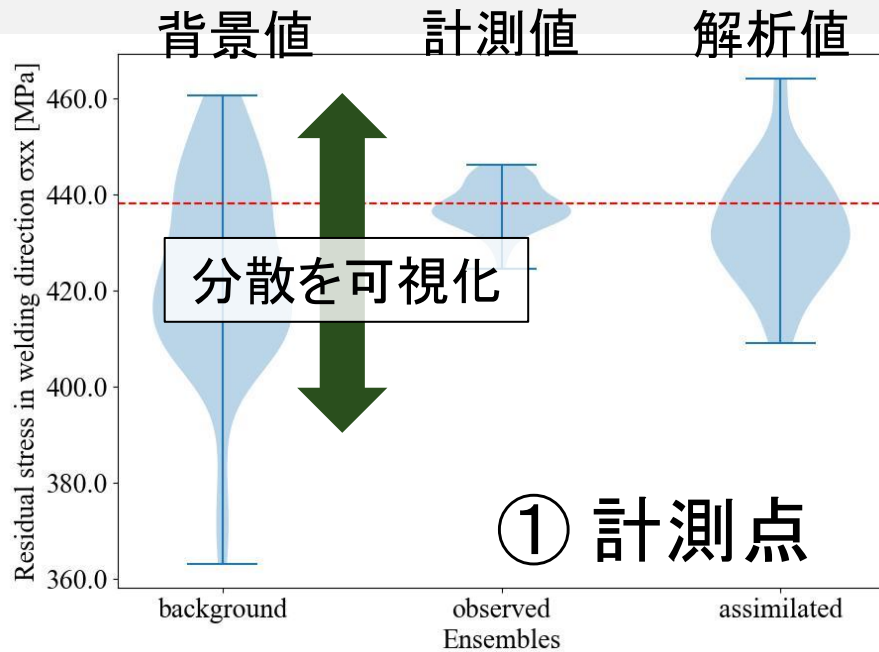 背景値 計測値 解析値
Residual stress in welding direction σxx [MPa]
460.0
440.0
420.0
400.0
380.0
360.0
分散を可視化
① 計測点
background observed assimilated
Ensembles